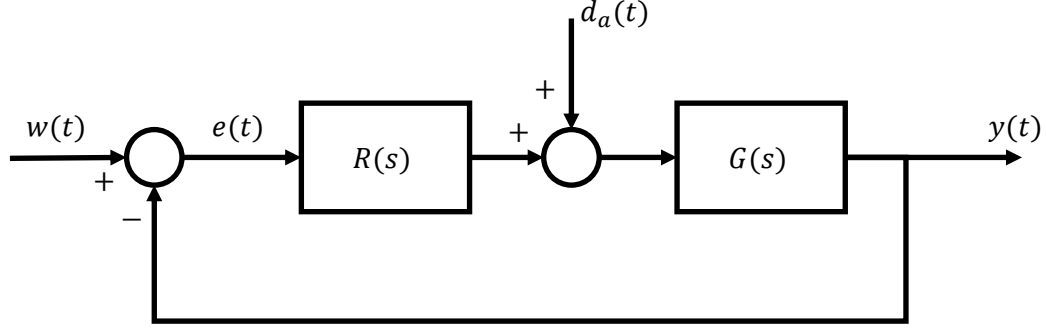 d_a(t)
+
w(t)
e(t)
+
R(s)
G(s)
y(t)
+
−